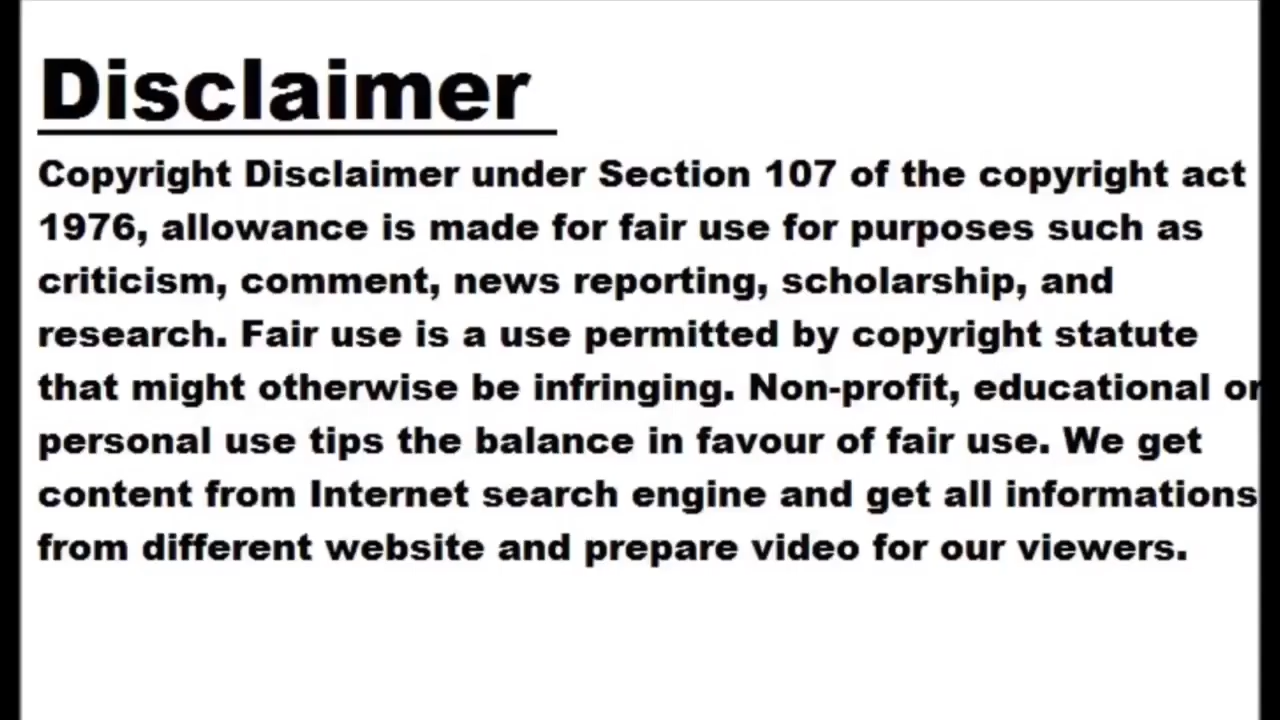 Disclaimer
Copyright Disclaimer under Section 107 of the copyright act
1976, allowance is made for fair use for purposes such as
criticism, comment, news reporting, scholarship, and
research. Fair use is a use permitted by copyright statute
that might otherwise be infringing. Non-profit, educational or
personal use tips the balance in favour of fair use. We get
content from Internet search engine and get all informations
from different website and prepare video for our viewers.